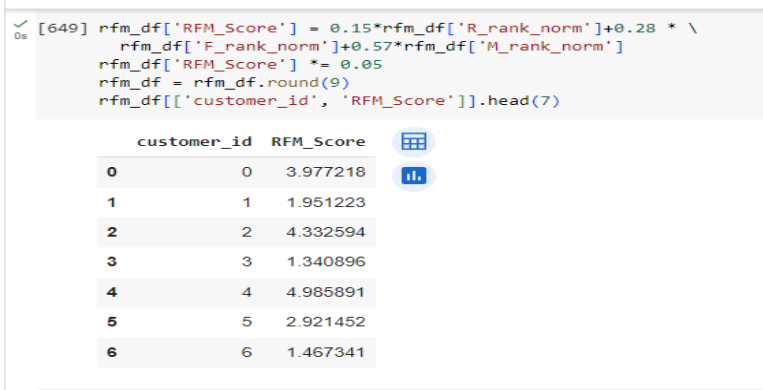 [649] rfm_df['RFM_Score'] = 0.15*rfm_df['R_rank_norm']+0.28 * \
rfm_df['F_rank_norm']+0.57*rfm_df['M_rank_norm']
rfm_df['RFM_Score'] *= 0.05
rfm_df = rfm_df.round(9)
rfm_df[['customer_id', 'RFM_Score']].head(7)
0s
customer_id RFM_Score
0 0 3.977218
1 1 1.951223
2 2 4.332594
3 3 1.340896
4 4 4.985891
5 5 2.921452
6 6 1.467341